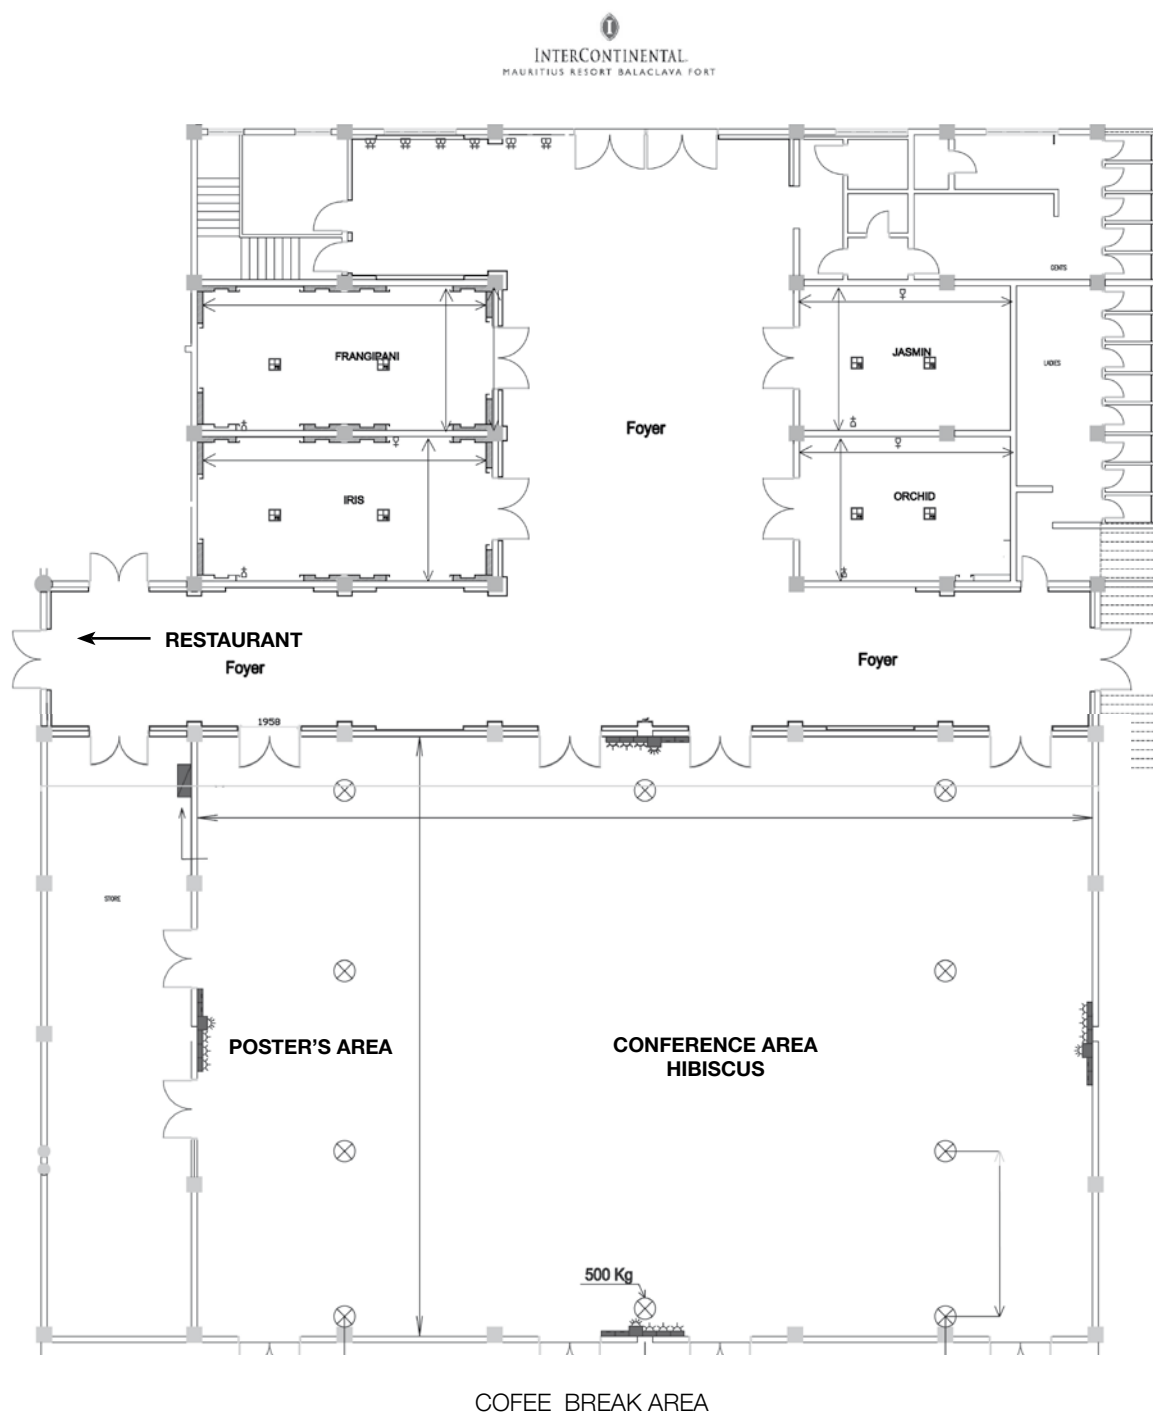 INTERCONTINENTAL.
MAURITIUS RESORT BALACLAVA FORT
GENTS
FRANGIPANI
JASMIN
LADIES
Foyer
IRIS
ORCHID
RESTAURANT
Foyer
Foyer
1958
STORE
POSTER'S AREA
CONFERENCE AREA
HIBISCUS
500 Kg
COFEE BREAK AREA